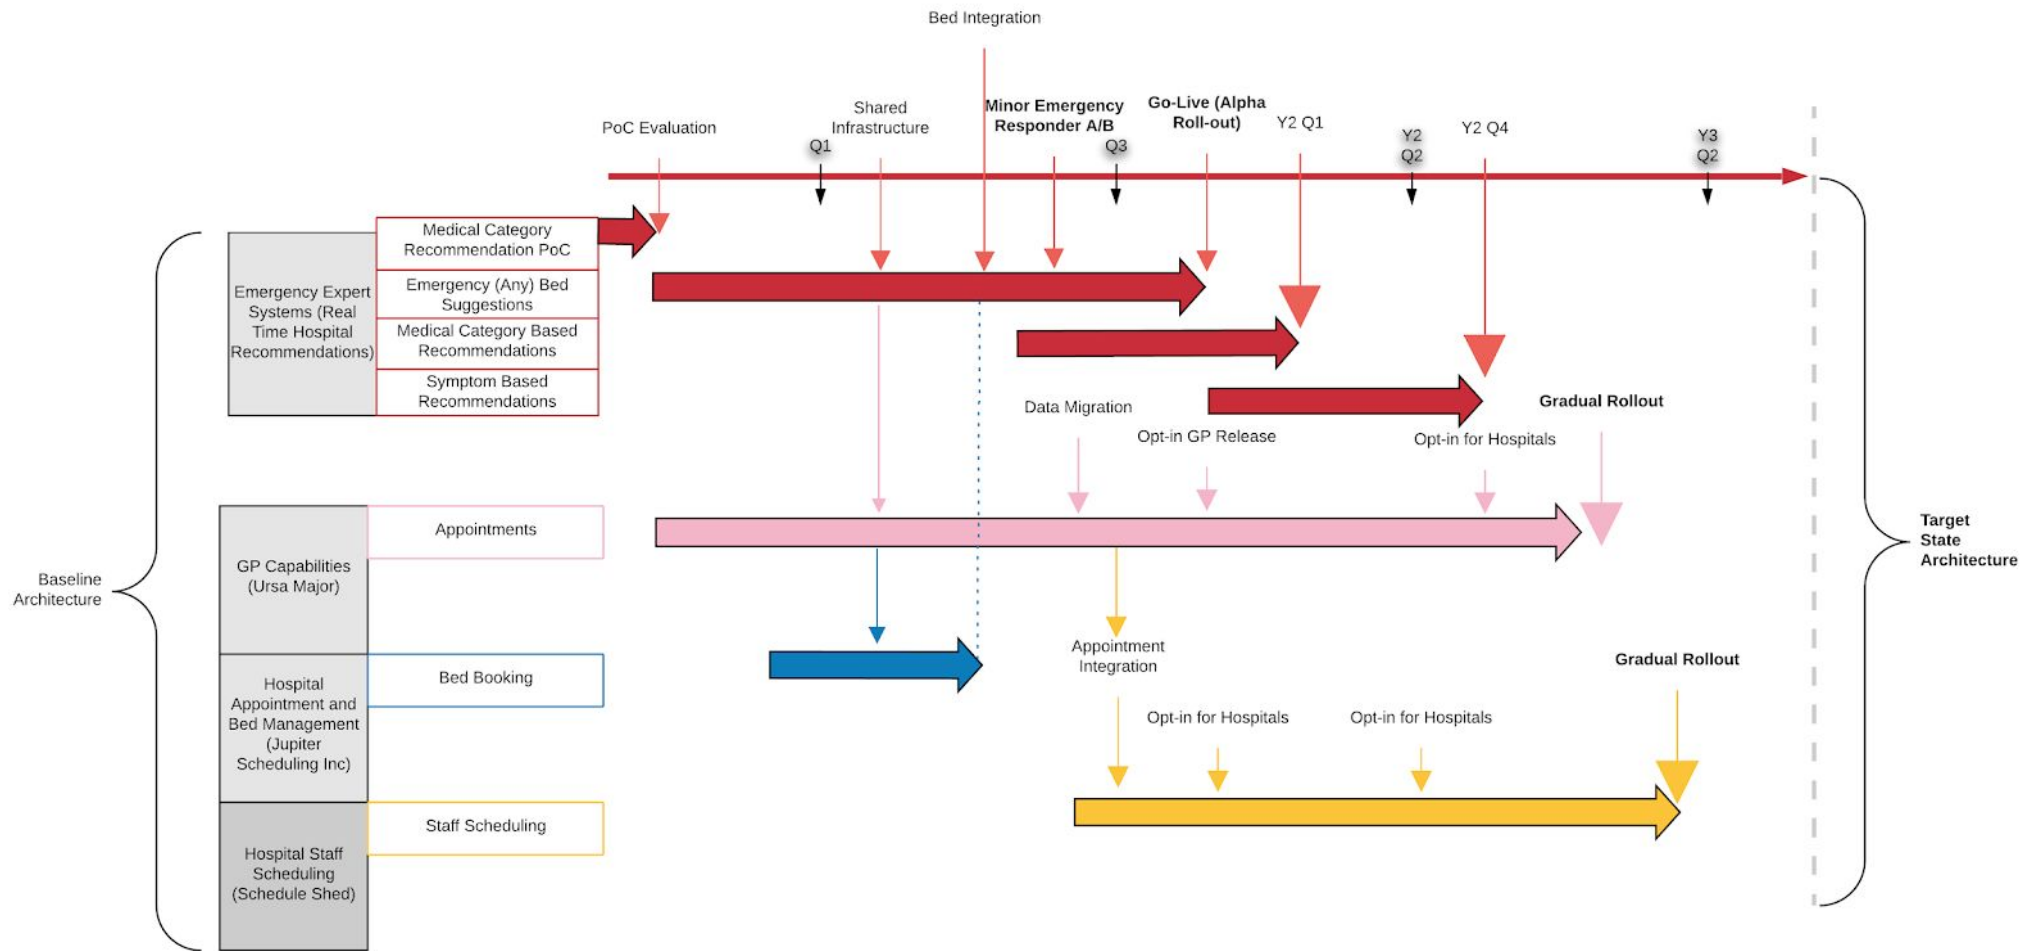 Bed Integration
PoC Evaluation
Shared
Infrastructure
Minor Emergency
Responder A/B
Go-Live (Alpha
Roll-out)
Y2 Q1
Y2 Q4
Q1
Q3
Y2
Q2
Y3
Q2
Medical Category
Recommendation PoC
Emergency Expert
Systems (Real
Time Hospital
Recommendations)
Emergency (Any) Bed
Suggestions
Medical Category Based
Recommendations
Symptom Based
Recommendations
Data Migration
Opt-in GP Release
Opt-in for Hospitals
Gradual Rollout
Baseline
Architecture
Target
State
Architecture
GP Capabilities
(Ursa Major)
Appointments
Hospital
Appointment and
Bed Management
(Jupiter
Scheduling Inc)
Bed Booking
Appointment
Integration
Gradual Rollout
Opt-in for Hospitals
Opt-in for Hospitals
Hospital Staff
Scheduling
(Schedule Shed)
Staff Scheduling